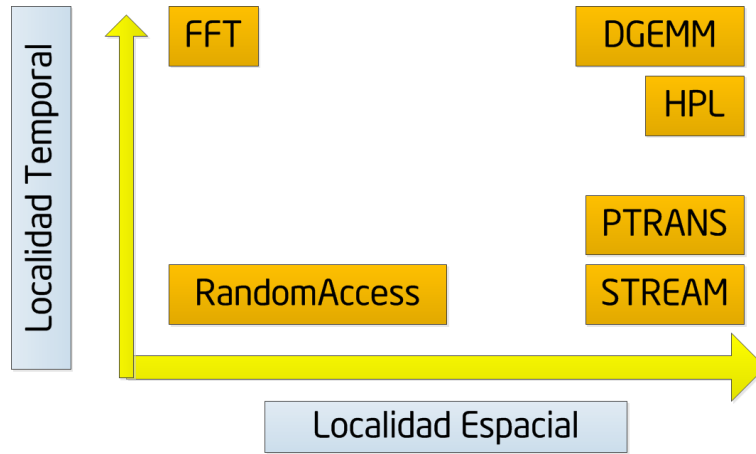 FFT
DGEMM
HPL
Localidad Temporal
PTRANS
RandomAccess
STREAM
Localidad Espacial